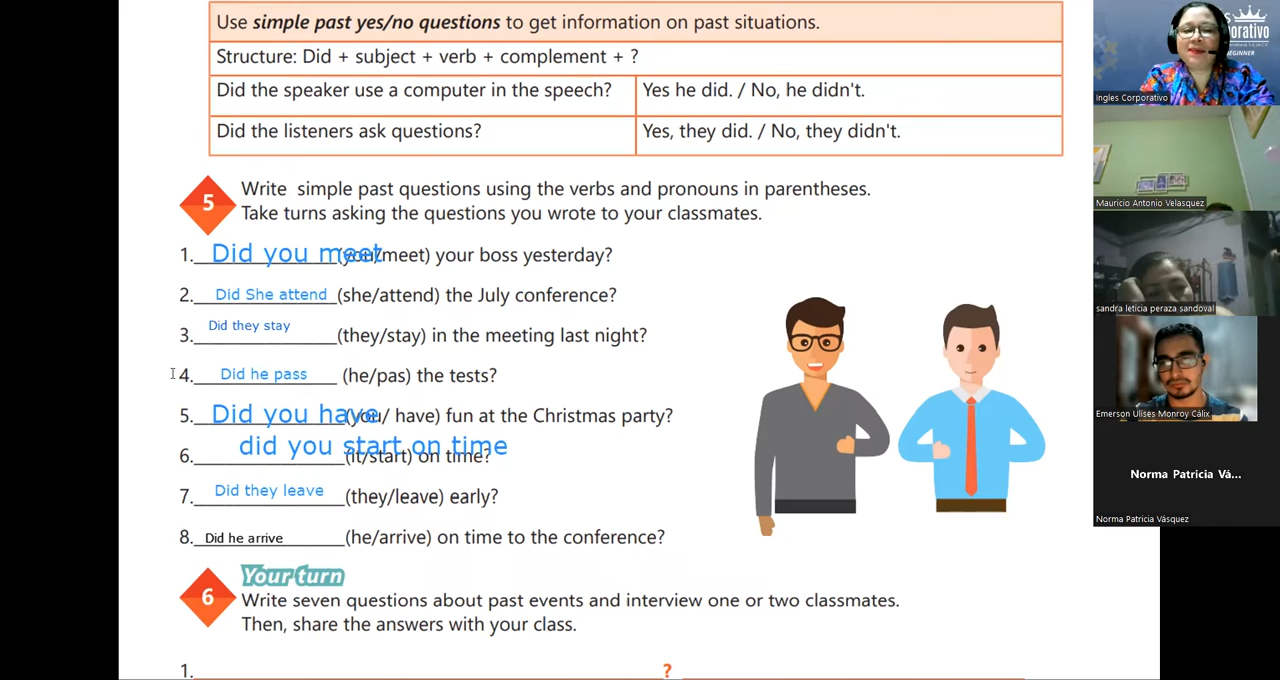 Use simple past yes/no questions to get information on past situations.
Structure: Did + subject + verb + complement + ?
Did the speaker use a computer in the speech? Yes he did. / No, he didn't.
Did the listeners ask questions? Yes, they did. / No, they didn't.
5 Write simple past questions using the verbs and pronouns in parentheses.
Take turns asking the questions you wrote to your classmates.
1. Did you meet (you/meet) your boss yesterday?
2. Did She attend (she/attend) the July conference?
3. Did they stay (they/stay) in the meeting last night?
4. Did he pass (he/pas) the tests?
5. Did you have (you/ have) fun at the Christmas party?
did you start on time
6. (it/start) on time?
7. Did they leave (they/leave) early?
8. Did he arrive (he/arrive) on time to the conference?
Your turn
6 Write seven questions about past events and interview one or two classmates.
Then, share the answers with your class.
1. ?
Ingles Corporativo
Mauricio Antonio Velasquez
sandra leticia peraza sandoval
Emerson Ulises Monroy Cálix
Norma Patricia Vá...
Norma Patricia Vásquez